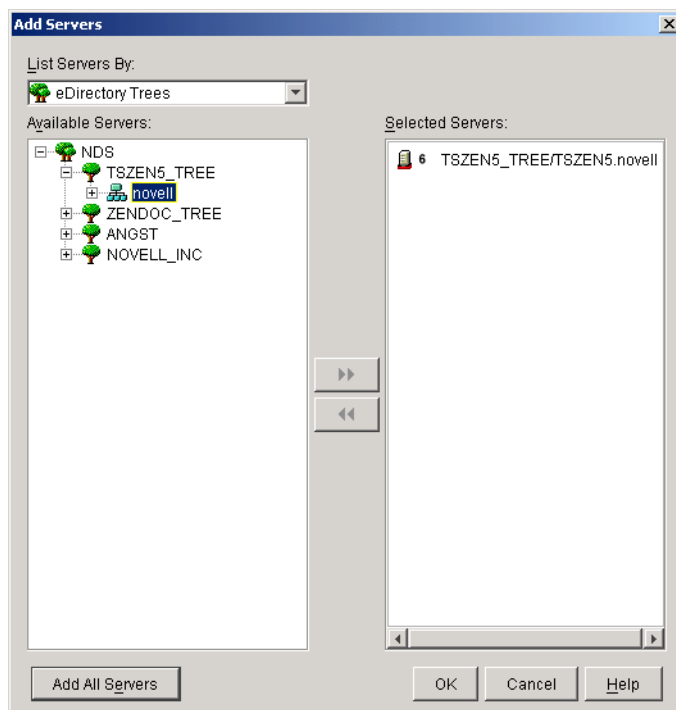 Add Servers
List Servers By:
eDirectory Trees
Available Servers:
NDS
TSZEN5_TREE
novell
ZENDOC_TREE
ANGST
NOVELL_INC
Selected Servers:
6 TSZEN5_TREE/TSZEN5.novell
Add All Servers
OK
Cancel
Help